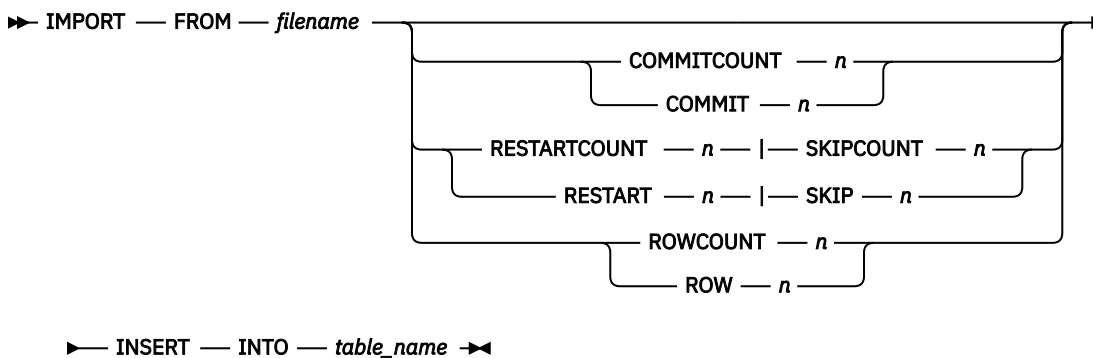 IMPORT FROM filename
COMMITCOUNT n
COMMIT n
RESTARTCOUNT n | SKIPCOUNT n
RESTART n | SKIP n
ROWCOUNT n
ROW n
INSERT INTO table_name